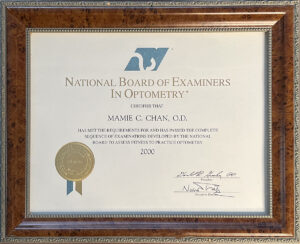 NATIONAL BOARD OF EXAMINERS
IN OPTOMETRY
CERTIFIES THAT
MAMIE C. CHAN, O.D.
HAS MET THE REQUIREMENTS FOR AND HAS PASSED THE COMPLETE
SEQUENCE OF EXAMINATIONS DEVELOPED BY THE NATIONAL
BOARD TO ASSESS FITNESS TO PRACTICE OPTOMETRY
2000